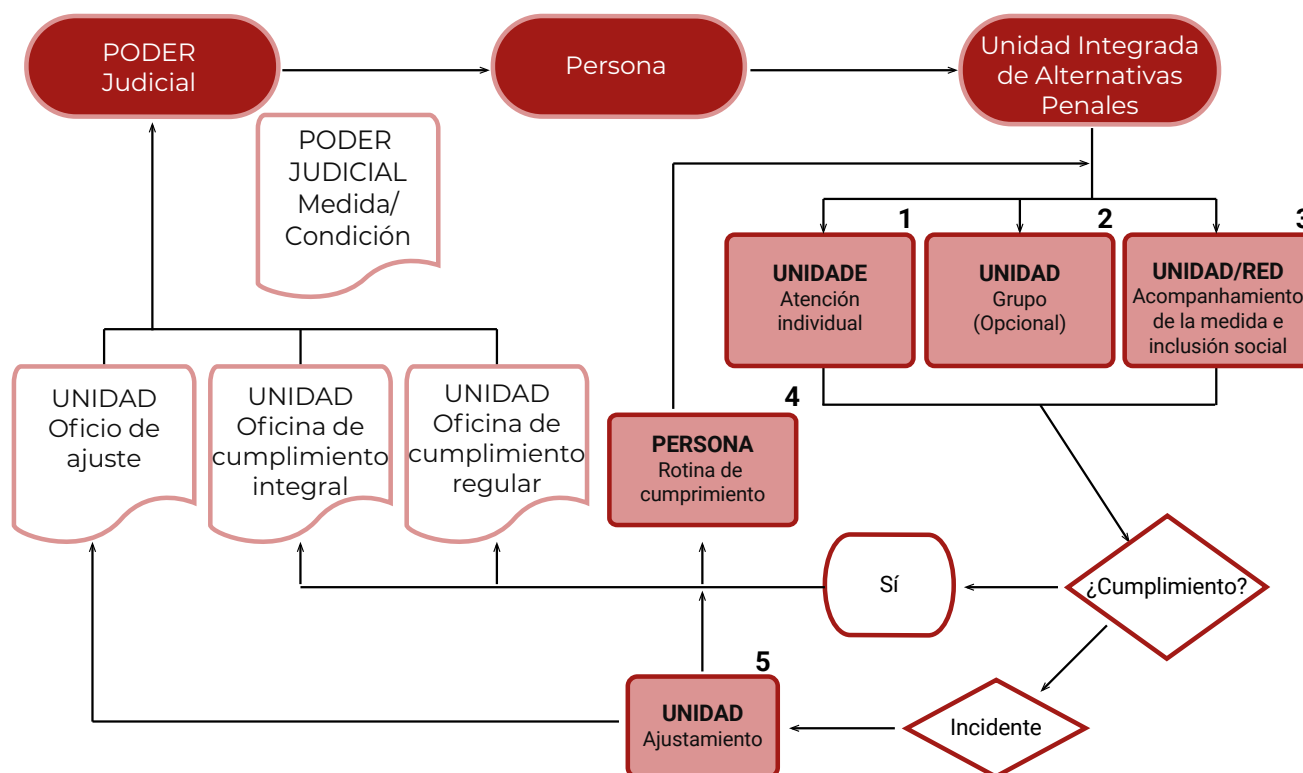 PODER
Judicial
Persona
Unidad Integrada
de Alternativas
Penales
PODER
JUDICIAL
Medida/
Condición
1
UNIDADE
Atención
individual
2
UNIDAD
Grupo
(Opcional)
3
UNIDAD/RED
Acompanhamiento
de la medida e
inclusión social
UNIDAD
Oficio de
ajuste
UNIDAD
Oficina de
cumplimiento
integral
UNIDAD
Oficina de
cumplimiento
regular
4
PERSONA
Rotina de
cumprimiento
Sí
¿Cumplimiento?
5
UNIDAD
Ajustamiento
Incidente